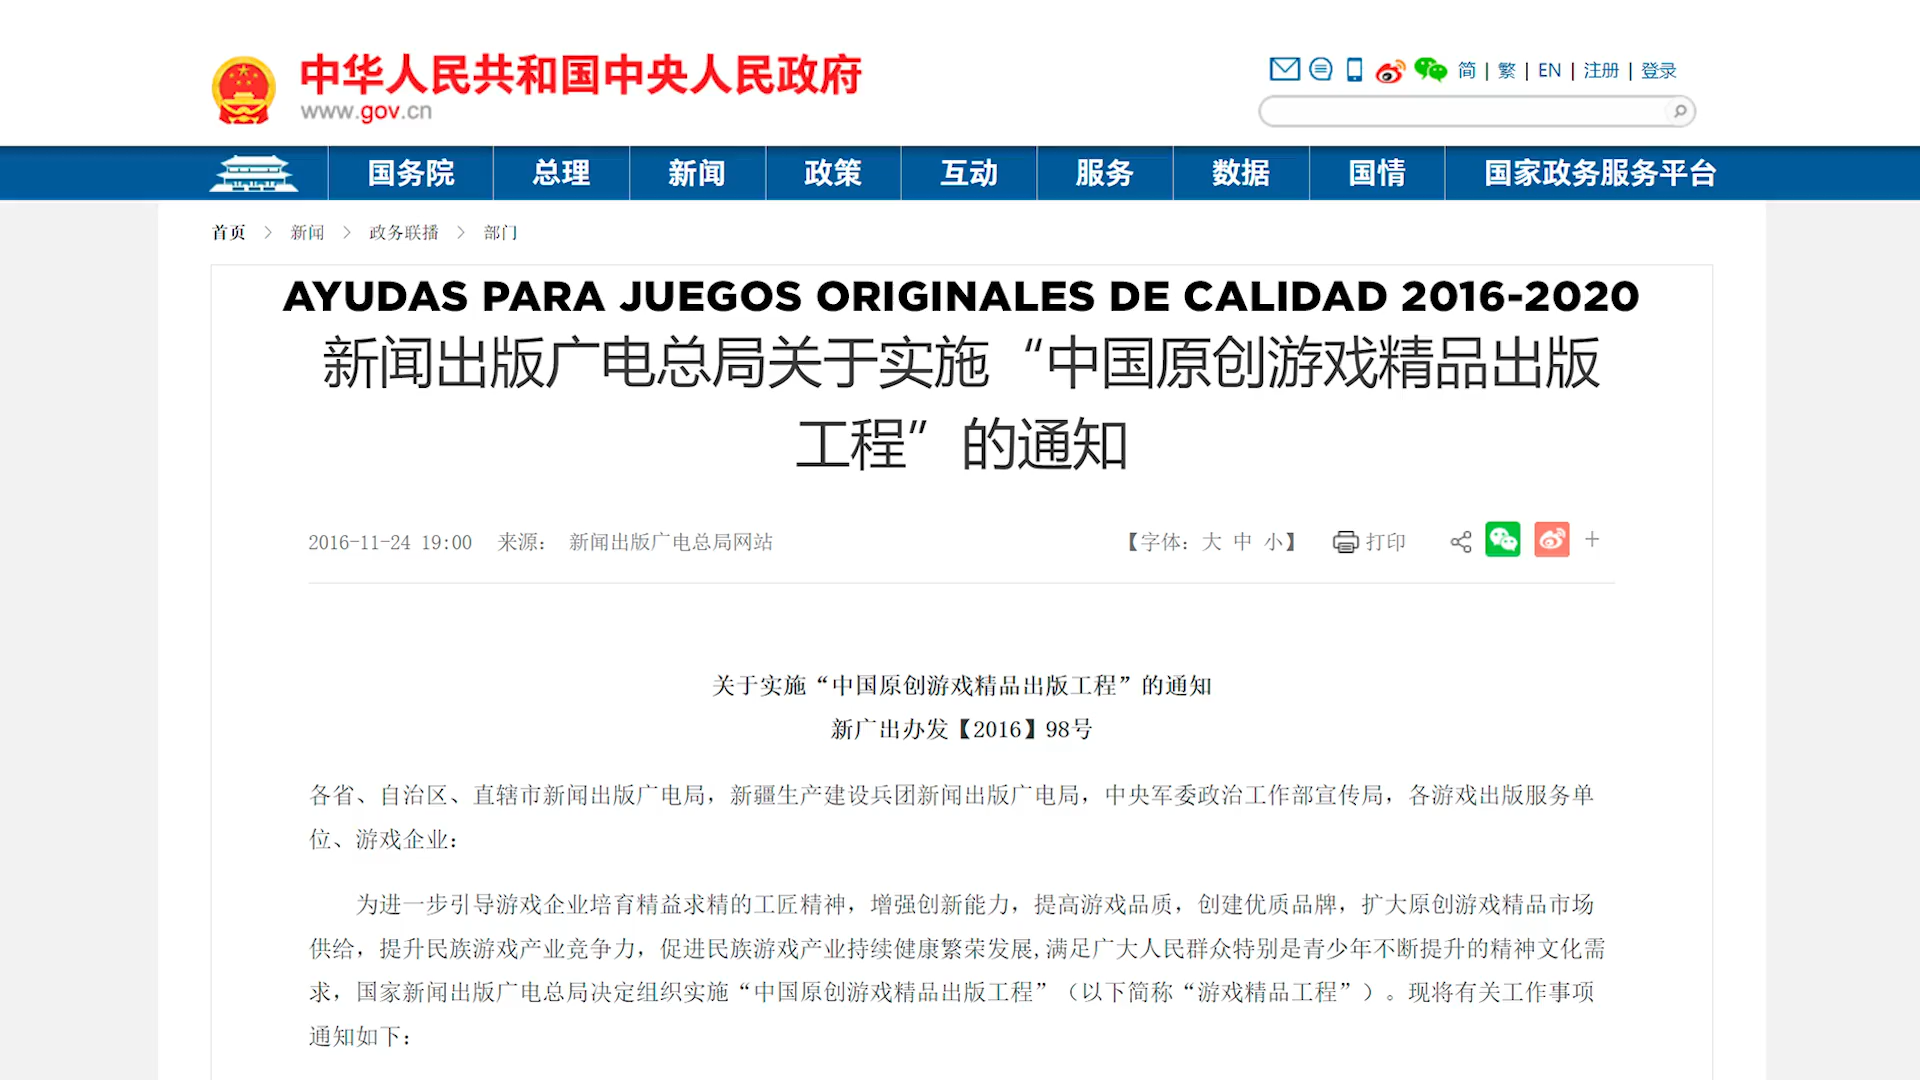 中华人民共和国中央人民政府
www.gov.cn
简 | 繁 | EN | 注册 | 登录
国务院 总理 新闻 政策 互动 服务 数据 国情 国家政务服务平台
首页 > 新闻 > 政务联播 > 部门
AYUDAS PARA JUEGOS ORIGINALES DE CALIDAD 2016-2020
新闻出版广电总局关于实施“中国原创游戏精品出版
工程”的通知
2016-11-24 19:00 来源： 新闻出版广电总局网站 【字体：大 中 小】 打印
关于实施“中国原创游戏精品出版工程”的通知
新广出办发【2016】98号
各省、自治区、直辖市新闻出版广电局，新疆生产建设兵团新闻出版广电局，中央军委政治工作部宣传局，各游戏出版服务单
位、游戏企业：
为进一步引导游戏企业培育精益求精的工匠精神，增强创新能力，提高游戏品质，创建优质品牌，扩大原创游戏精品市场
供给，提升民族游戏产业竞争力，促进民族游戏产业持续健康繁荣发展,满足广大人民群众特别是青少年不断提升的精神文化需
求，国家新闻出版广电总局决定组织实施“中国原创游戏精品出版工程”（以下简称“游戏精品工程”）。现将有关工作事项
通知如下：